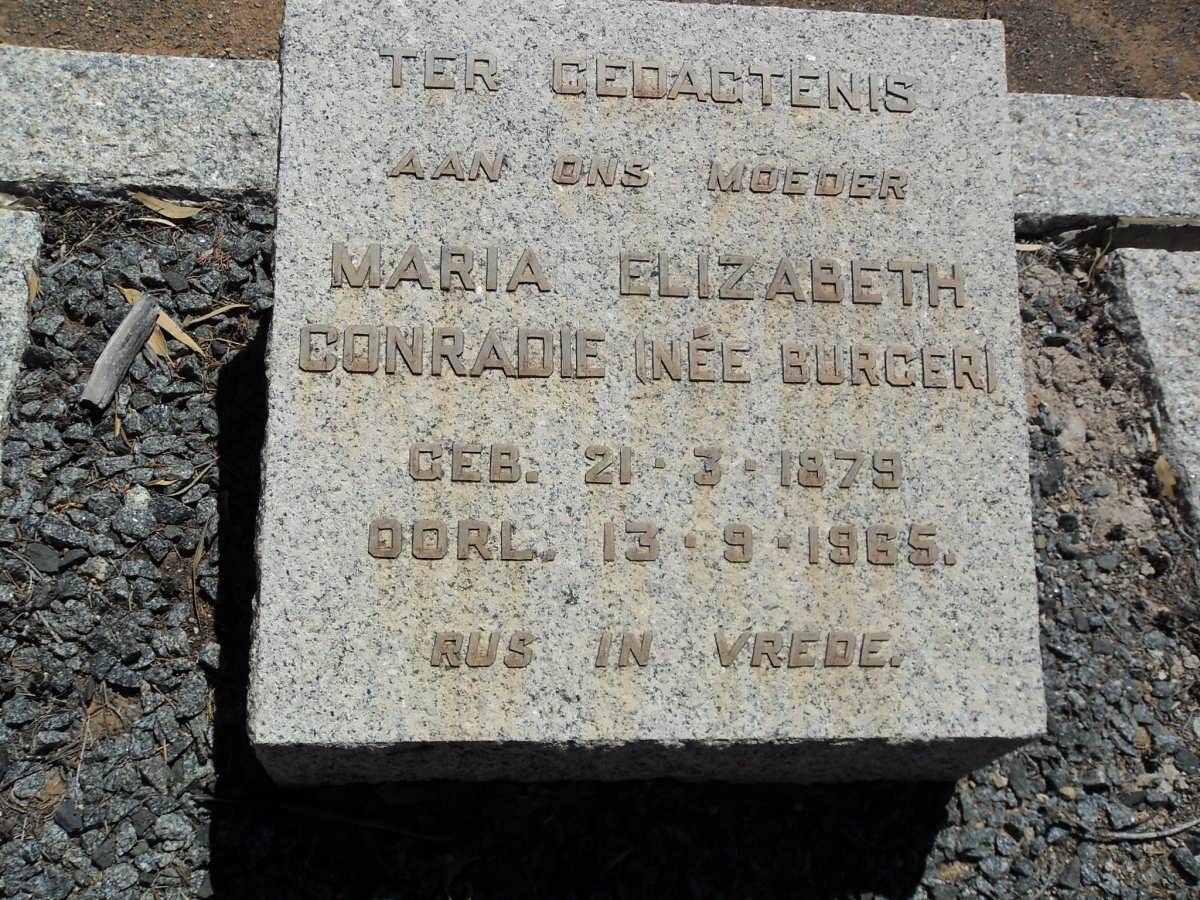 TER GEDAGTENIS
AAN ONS MOEDER
MARIA ELIZABETH
CONRADIE (NÉE BURGER)
GEB. 21·3·1879
OORL. 13·9·1965.
RUS IN VREDE.